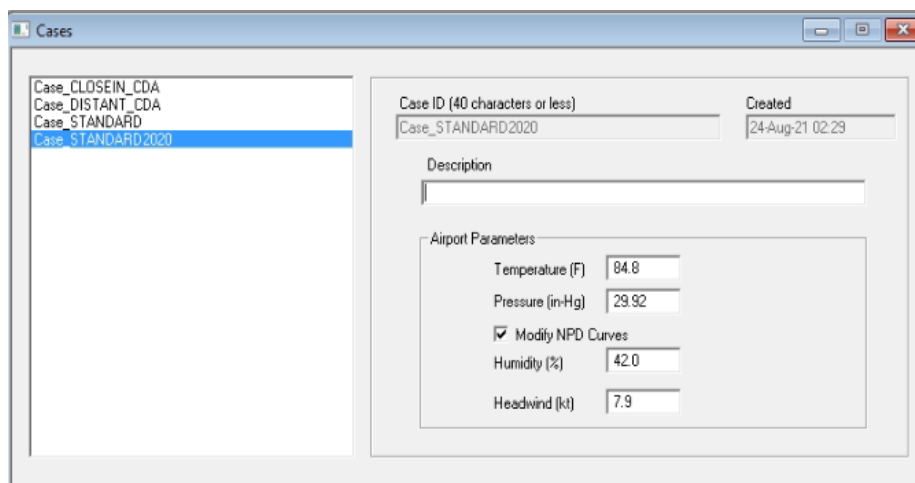 Cases
Case_CLOSEIN_CDA
Case_DISTANT_CDA
Case_STANDARD
Case_STANDARD2020
Case ID (40 characters or less)
Created
Case_STANDARD2020
24-Aug-21 02:29
Description
Airport Parameters
Temperature (F)
84.8
Pressure (in-Hg)
29.92
Modify NPD Curves
Humidity (%)
42.0
Headwind (kt)
7.9